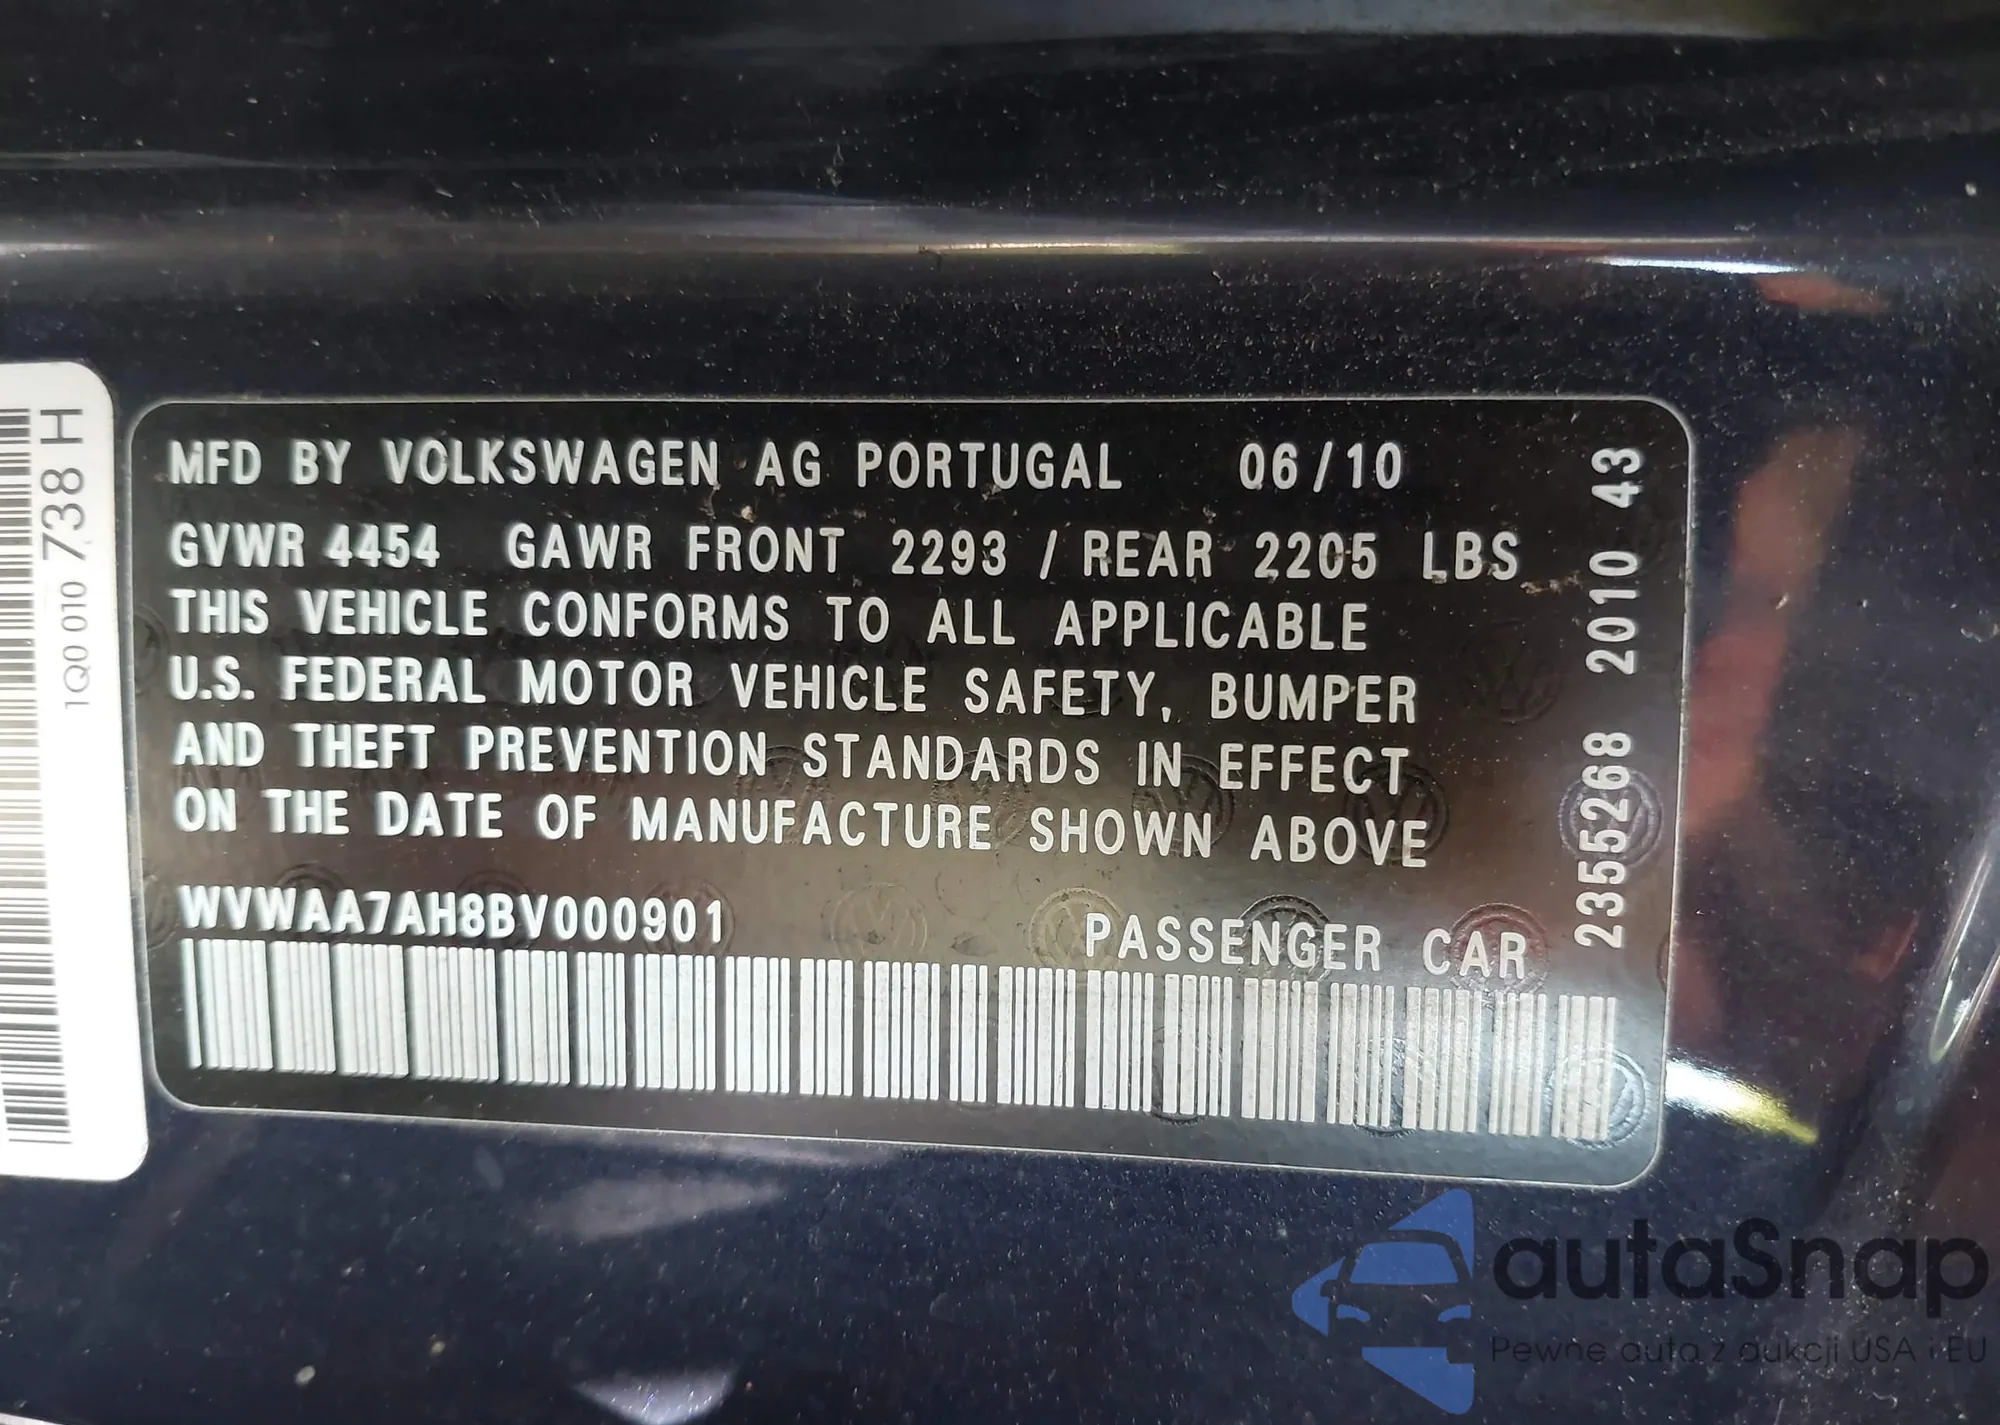 MFD BY VOLKSWAGEN AG PORTUGAL 06/10
GVWR 4454 GAWR FRONT 2293 / REAR 2205 LBS
THIS VEHICLE CONFORMS TO ALL APPLICABLE
U.S. FEDERAL MOTOR VEHICLE SAFETY, BUMPER
AND THEFT PREVENTION STANDARDS IN EFFECT
ON THE DATE OF MANUFACTURE SHOWN ABOVE
WVWAA7AH8BV000901 PASSENGER CAR
2355268 2010 43
1Q0 010 738 H
autaSnap
Pewne auta z aukcji USA i EU